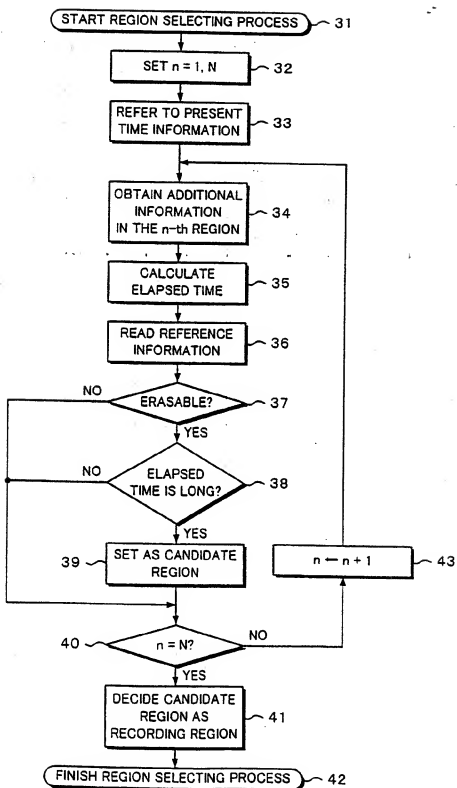 START REGION SELECTING PROCESS 31
SET n = 1, N 32
REFER TO PRESENT
TIME INFORMATION 33
OBTAIN ADDITIONAL
INFORMATION
IN THE n-th REGION 34
CALCULATE
ELAPSED TIME 35
READ REFERENCE
INFORMATION 36
NO ERASABLE? 37
YES
NO ELAPSED
TIME IS LONG? 38
YES
39 SET AS CANDIDATE
REGION
n ← n + 1 43
40 n = N? NO
YES
DECIDE CANDIDATE
REGION AS
RECORDING REGION 41
FINISH REGION SELECTING PROCESS 42